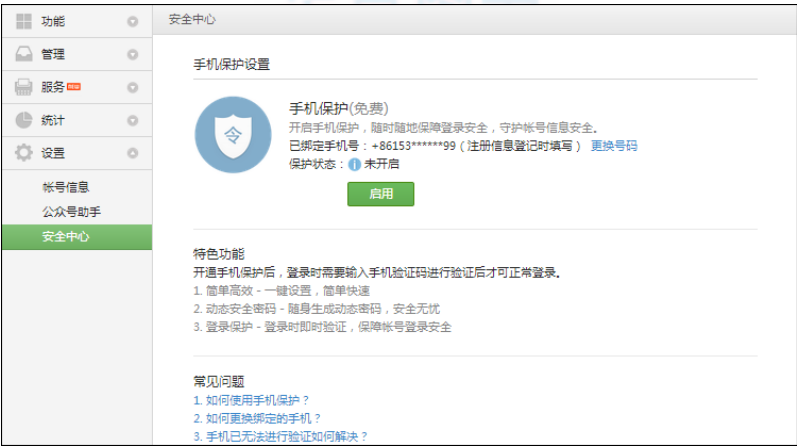 功能
管理
服务 New
统计
设置
帐号信息
公众号助手
安全中心
安全中心
手机保护设置
令
手机保护(免费)
开启手机保护，随时随地保障登录安全，守护帐号信息安全。
已绑定手机号：+86153******99（注册信息登记时填写） 更换号码
保护状态： 未开启
启用
特色功能
开通手机保护后，登录时需要输入手机验证码进行验证后才可正常登录。
1. 简单高效 - 一键设置，简单快速
2. 动态安全密码 - 随身生成动态密码，安全无忧
3. 登录保护 - 登录时即时验证，保障帐号登录安全
常见问题
1. 如何使用手机保护？
2. 如何更换绑定的手机？
3. 手机已无法进行验证如何解决？